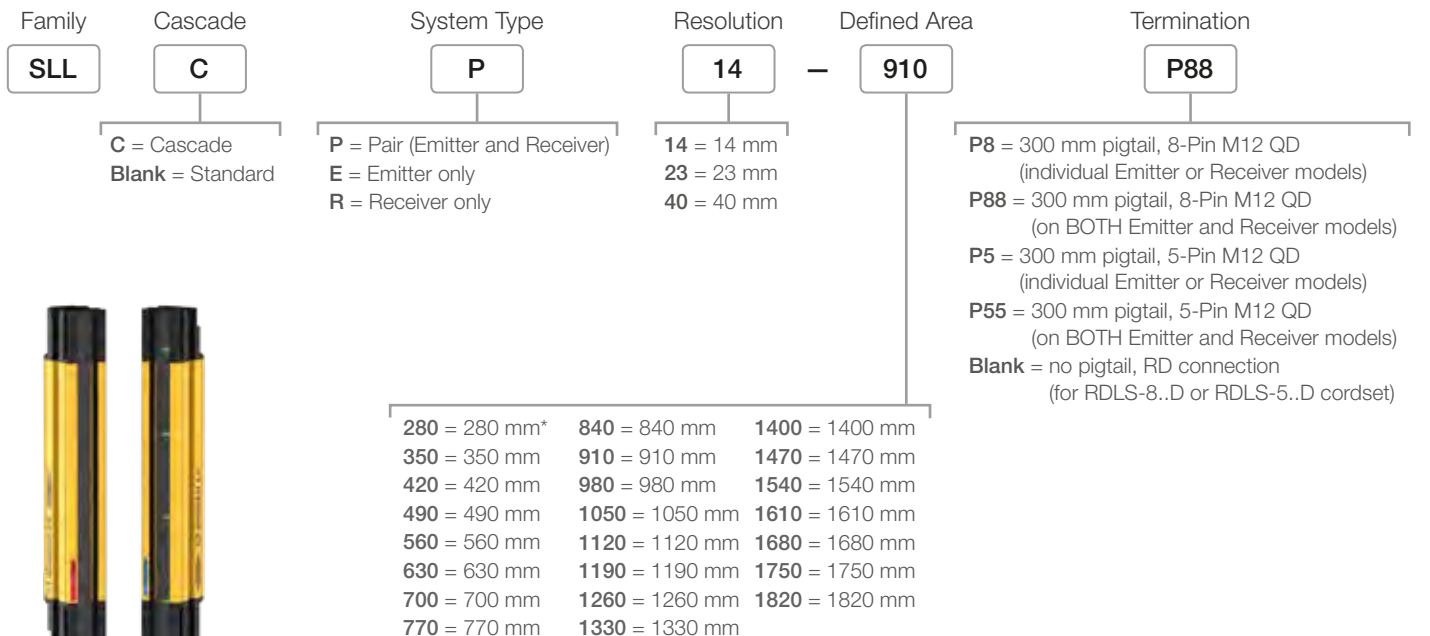 Family Cascade System Type Resolution Defined Area Termination
SLL C P 14 – 910 P88
C = Cascade
Blank = Standard
P = Pair (Emitter and Receiver)
E = Emitter only
R = Receiver only
14 = 14 mm
23 = 23 mm
40 = 40 mm
P8 = 300 mm pigtail, 8-Pin M12 QD
(individual Emitter or Receiver models)
P88 = 300 mm pigtail, 8-Pin M12 QD
(on BOTH Emitter and Receiver models)
P5 = 300 mm pigtail, 5-Pin M12 QD
(individual Emitter or Receiver models)
P55 = 300 mm pigtail, 5-Pin M12 QD
(on BOTH Emitter and Receiver models)
Blank = no pigtail, RD connection
(for RDLS-8..D or RDLS-5..D cordset)
280 = 280 mm* 840 = 840 mm 1400 = 1400 mm
350 = 350 mm 910 = 910 mm 1470 = 1470 mm
420 = 420 mm 980 = 980 mm 1540 = 1540 mm
490 = 490 mm 1050 = 1050 mm 1610 = 1610 mm
560 = 560 mm 1120 = 1120 mm 1680 = 1680 mm
630 = 630 mm 1190 = 1190 mm 1750 = 1750 mm
700 = 700 mm 1260 = 1260 mm 1820 = 1820 mm
770 = 770 mm 1330 = 1330 mm